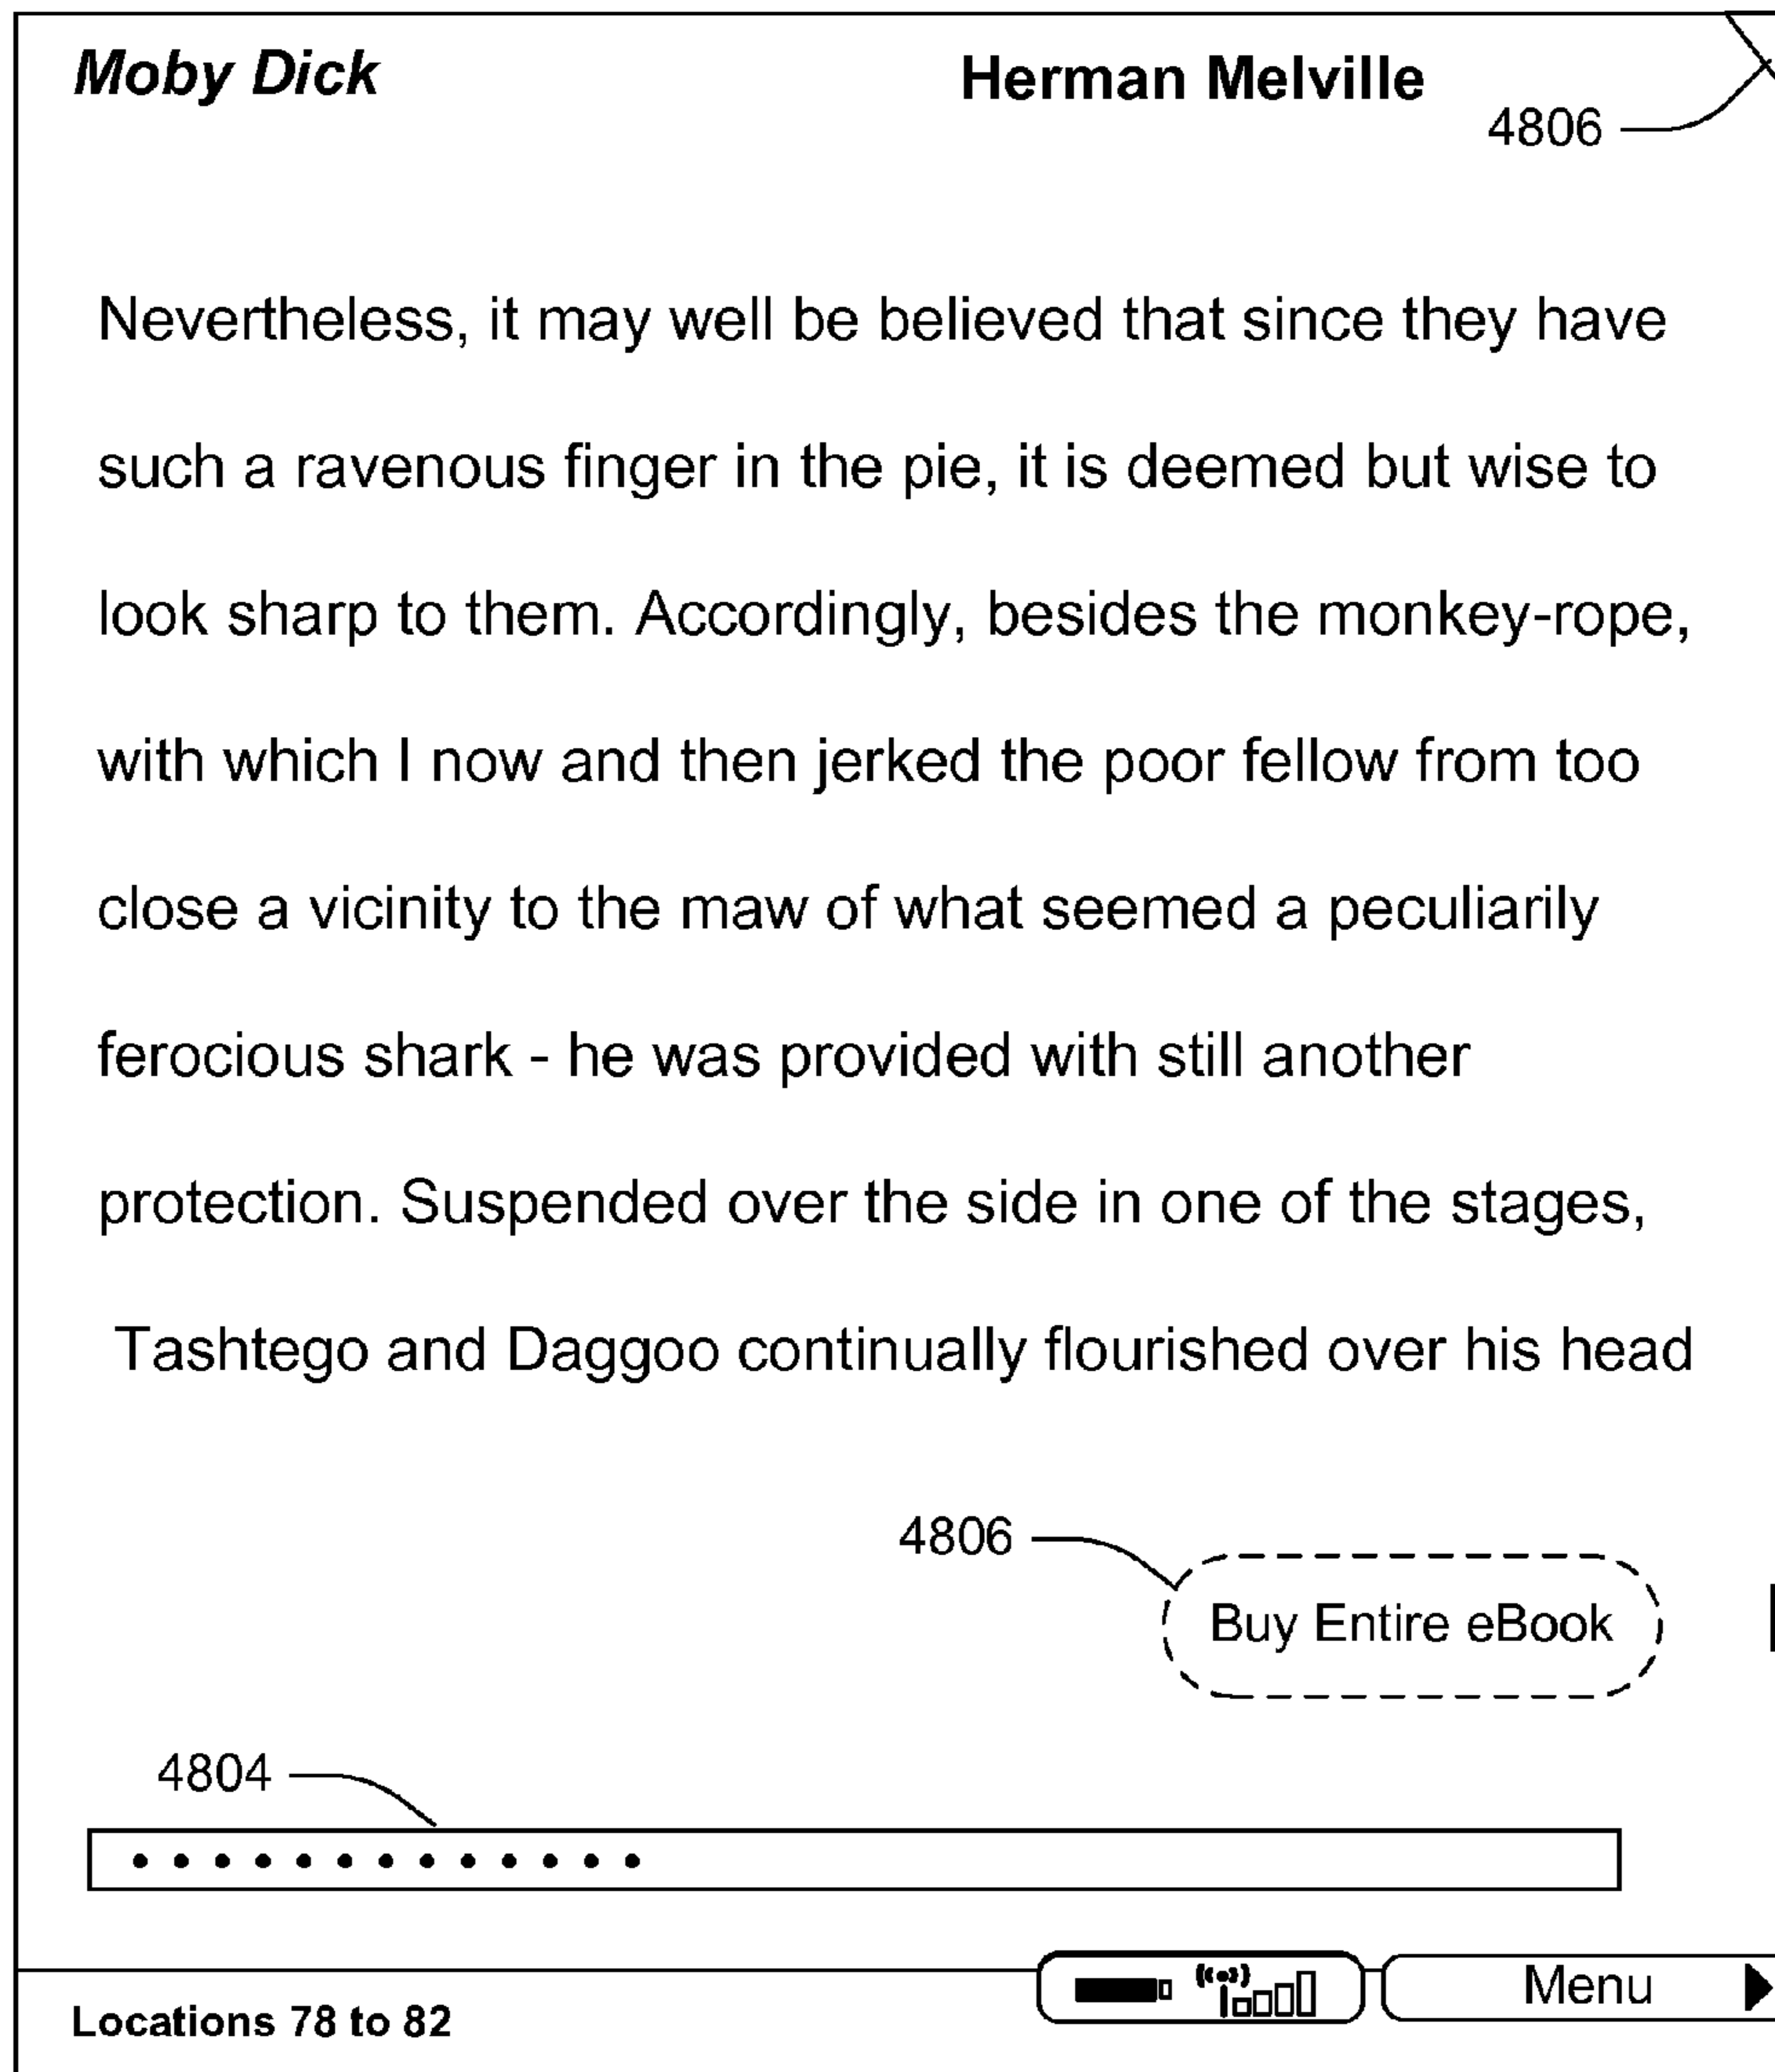 Moby Dick
Herman Melville
4806
Nevertheless, it may well be believed that since they have
such a ravenous finger in the pie, it is deemed but wise to
look sharp to them. Accordingly, besides the monkey-rope,
with which I now and then jerked the poor fellow from too
close a vicinity to the maw of what seemed a peculiarily
ferocious shark - he was provided with still another
protection. Suspended over the side in one of the stages,
Tashtego and Daggoo continually flourished over his head
4806
Buy Entire eBook
4804
Menu
Locations 78 to 82